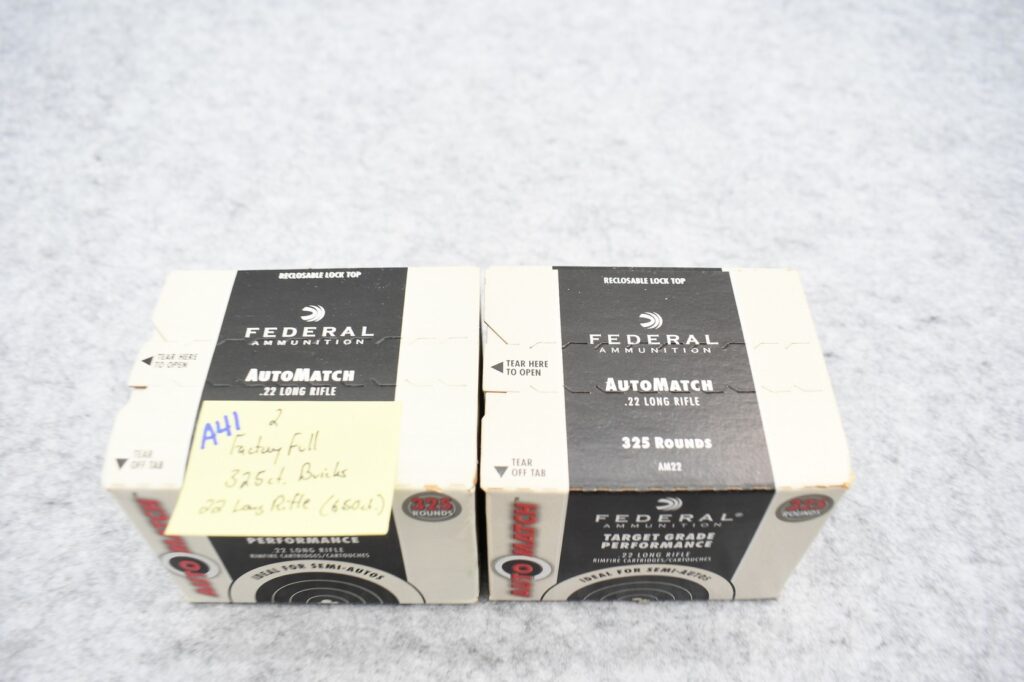 RECLOSABLE LOCK TOP
FEDERAL
AMMUNITION
TEAR HERE
TO OPEN
AUTOMATCH
.22 LONG RIFLE
TEAR
OFF TAB
A41
2
Factory Full
325ct. Bricks
22 Long Rifle (650ct.)
325
ROUNDS
AUTOMATCH
PERFORMANCE
.22 LONG RIFLE
RIMFIRE CARTRIDGES/CARTOUCHES
IDEAL FOR SEMI-AUTOS
RECLOSABLE LOCK TOP
FEDERAL
AMMUNITION
TEAR HERE
TO OPEN
AUTOMATCH
.22 LONG RIFLE
325 ROUNDS
AM22
TEAR
OFF TAB
FEDERAL®
AMMUNITION
325
ROUNDS
AUTOMATCH
TARGET GRADE
PERFORMANCE
.22 LONG RIFLE
RIMFIRE CARTRIDGES/CARTOUCHES
IDEAL FOR SEMI-AUTOS